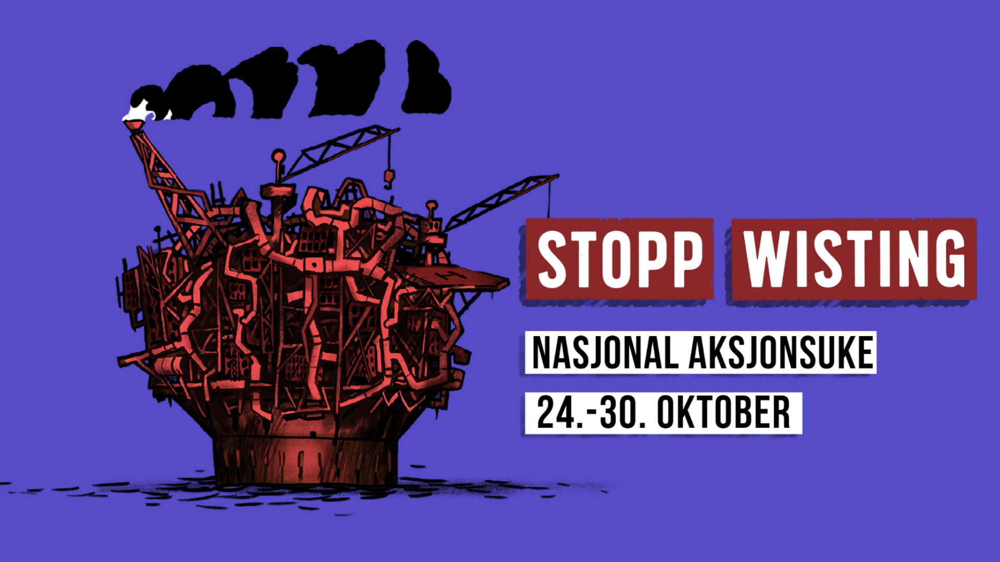 STOPP WISTING
NASJONAL AKSJONSUKE
24.-30. OKTOBER
H